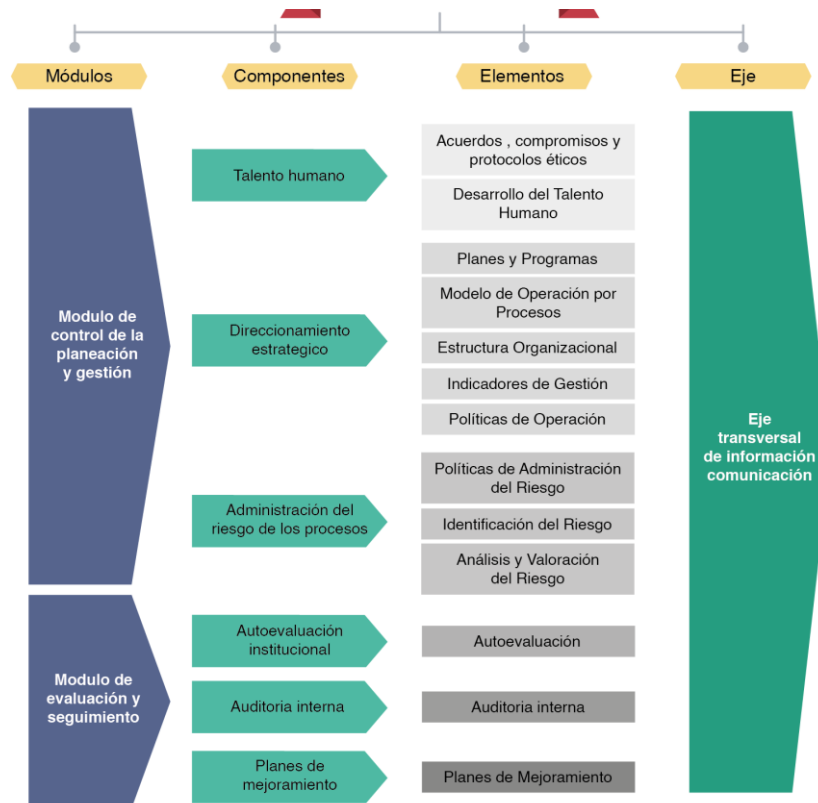 Módulos
Componentes
Elementos
Eje
Modulo de
control de la
planeación
y gestión
Talento humano
Acuerdos , compromisos y
protocolos éticos
Desarrollo del Talento
Humano
Direccionamiento
estrategico
Planes y Programas
Modelo de Operación por
Procesos
Estructura Organizacional
Indicadores de Gestión
Políticas de Operación
Administración del
riesgo de los procesos
Políticas de Administración
del Riesgo
Identificación del Riesgo
Análisis y Valoración
del Riesgo
Modulo de
evaluación y
seguimiento
Autoevaluación
institucional
Autoevaluación
Auditoria interna
Auditoria interna
Planes de
mejoramiento
Planes de Mejoramiento
Eje
transversal
de información
comunicación